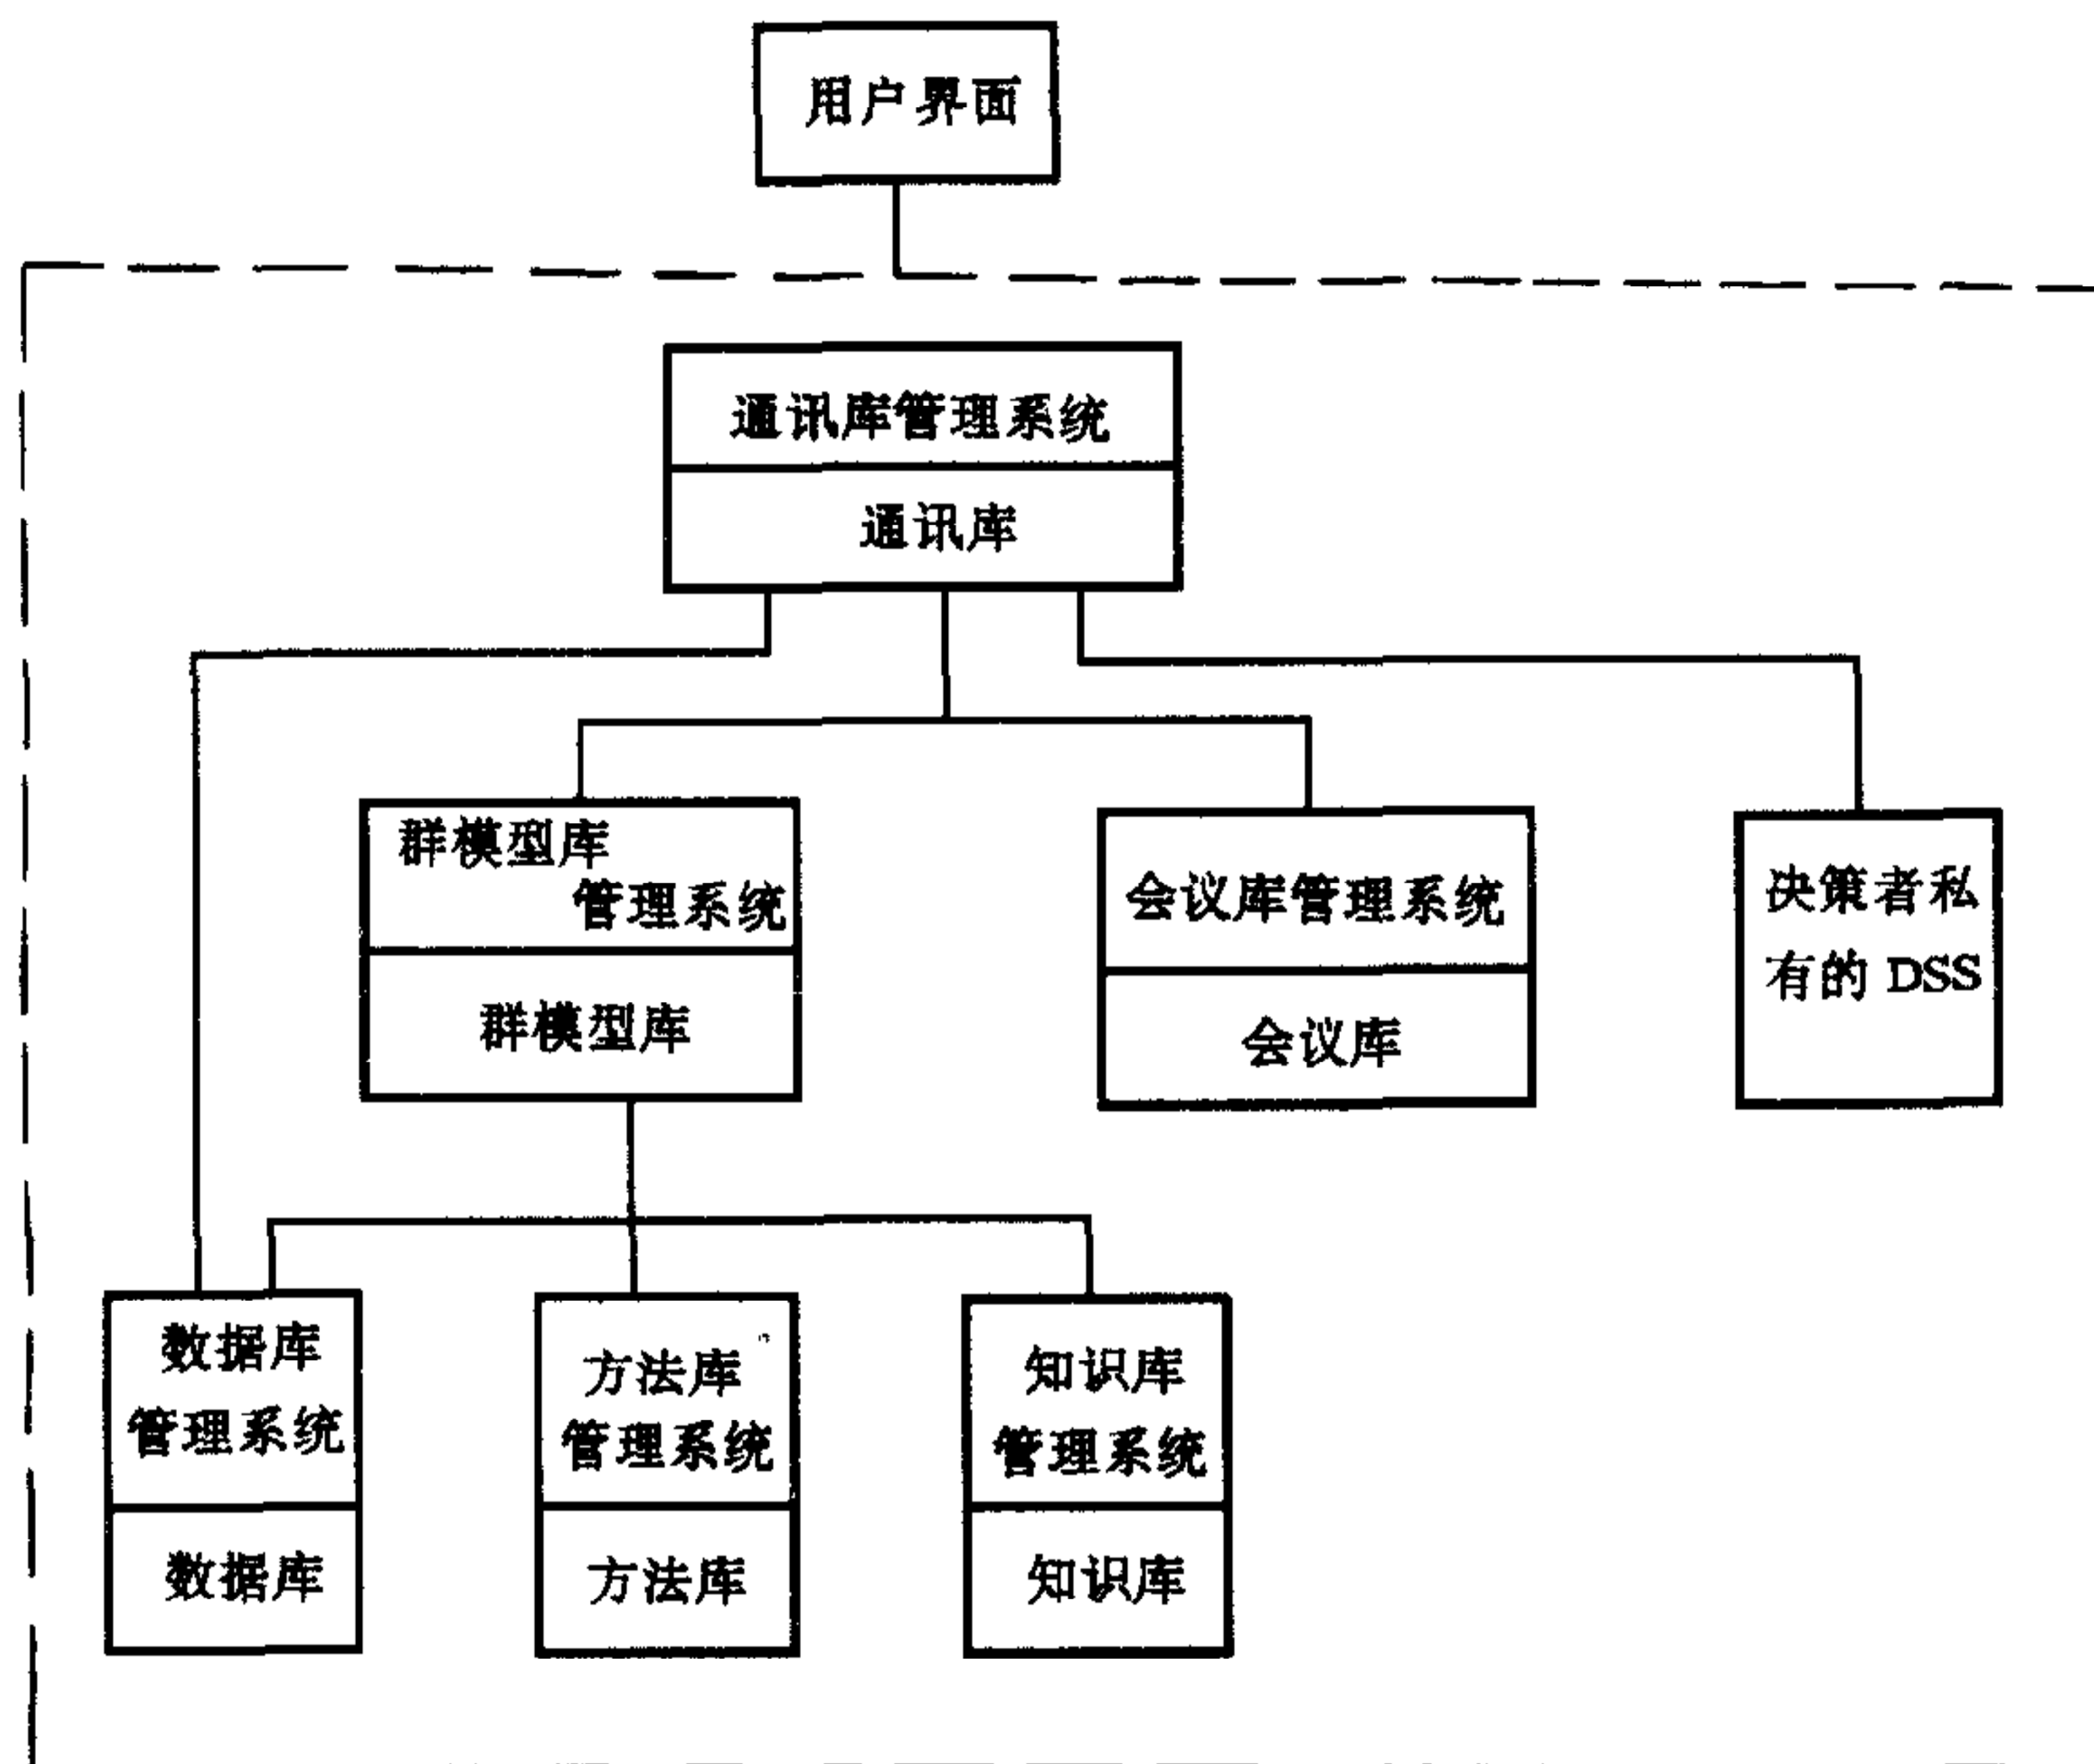 用户界面
通讯库管理系统
通讯库
群模型库
管理系统
群模型库
会议库管理系统
会议库
决策者私
有的 DSS
数据库
管理系统
数据库
方法库
管理系统
方法库
知识库
管理系统
知识库